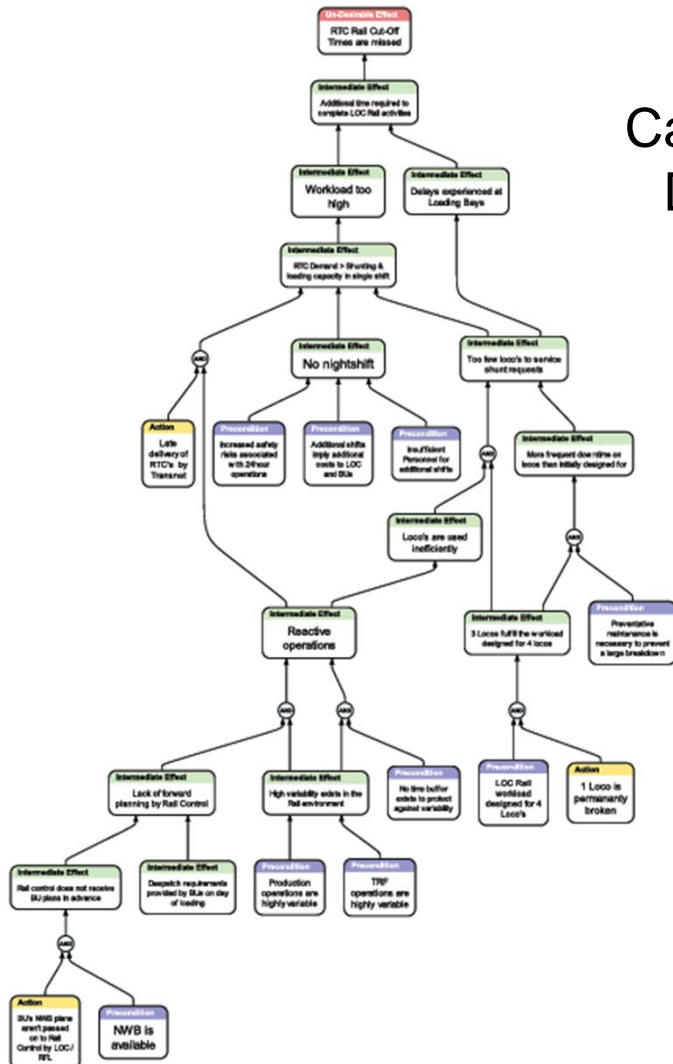 Un-Desirable Effect
RTC Rail Cut-Off
Times are missed
Intermediate Effect
Additional time required to
complete LOC Rail activities
Ca
Intermediate Effect
Workload too
high
Intermediate Effect
Delays experienced at
Loading Bays
Intermediate Effect
RTC Demand > Shunting &
loading capacity in single shift
AND
Intermediate Effect
No nightshift
Intermediate Effect
Too few loco's to service
shunt requests
Action
Late
delivery of
RTC's by
Transnet
Precondition
Increased safety
risks associated
with 24hour
operations
Precondition
Additional shifts
imply additional
costs to LOC
and BUs
Precondition
Insufficient
Personnel for
additional shifts
AND
Intermediate Effect
More frequent downtime on
locos than initially designed for
Intermediate Effect
Loco's are used
inefficiently
AND
Intermediate Effect
Reactive
operations
Intermediate Effect
3 Locos fulfill the workload
designed for 4 locos
Precondition
Preventative
maintanance is
necessary to prevent
a large breakdown
AND
AND
AND
Intermediate Effect
Lack of forward
planning by Rail Control
Intermediate Effect
High variability exists in the
Rail environment
Precondition
No time buffer
exists to protect
against variability
Precondition
LOC Rail
workload
designed for 4
Loco's
Action
1 Loco is
permananty
broken
Intermediate Effect
Rail control does not receive
BU plans in advance
Intermediate Effect
Despatch requirements
provided by BUs on day
of loading
Precondition
Production
operations are
highly variable
Precondition
TRF
operations are
highly variable
AND
Action
BU's NWB plans
aren't passed
on to Rail
Control by LOC /
RFL
Precondition
NWB is
available